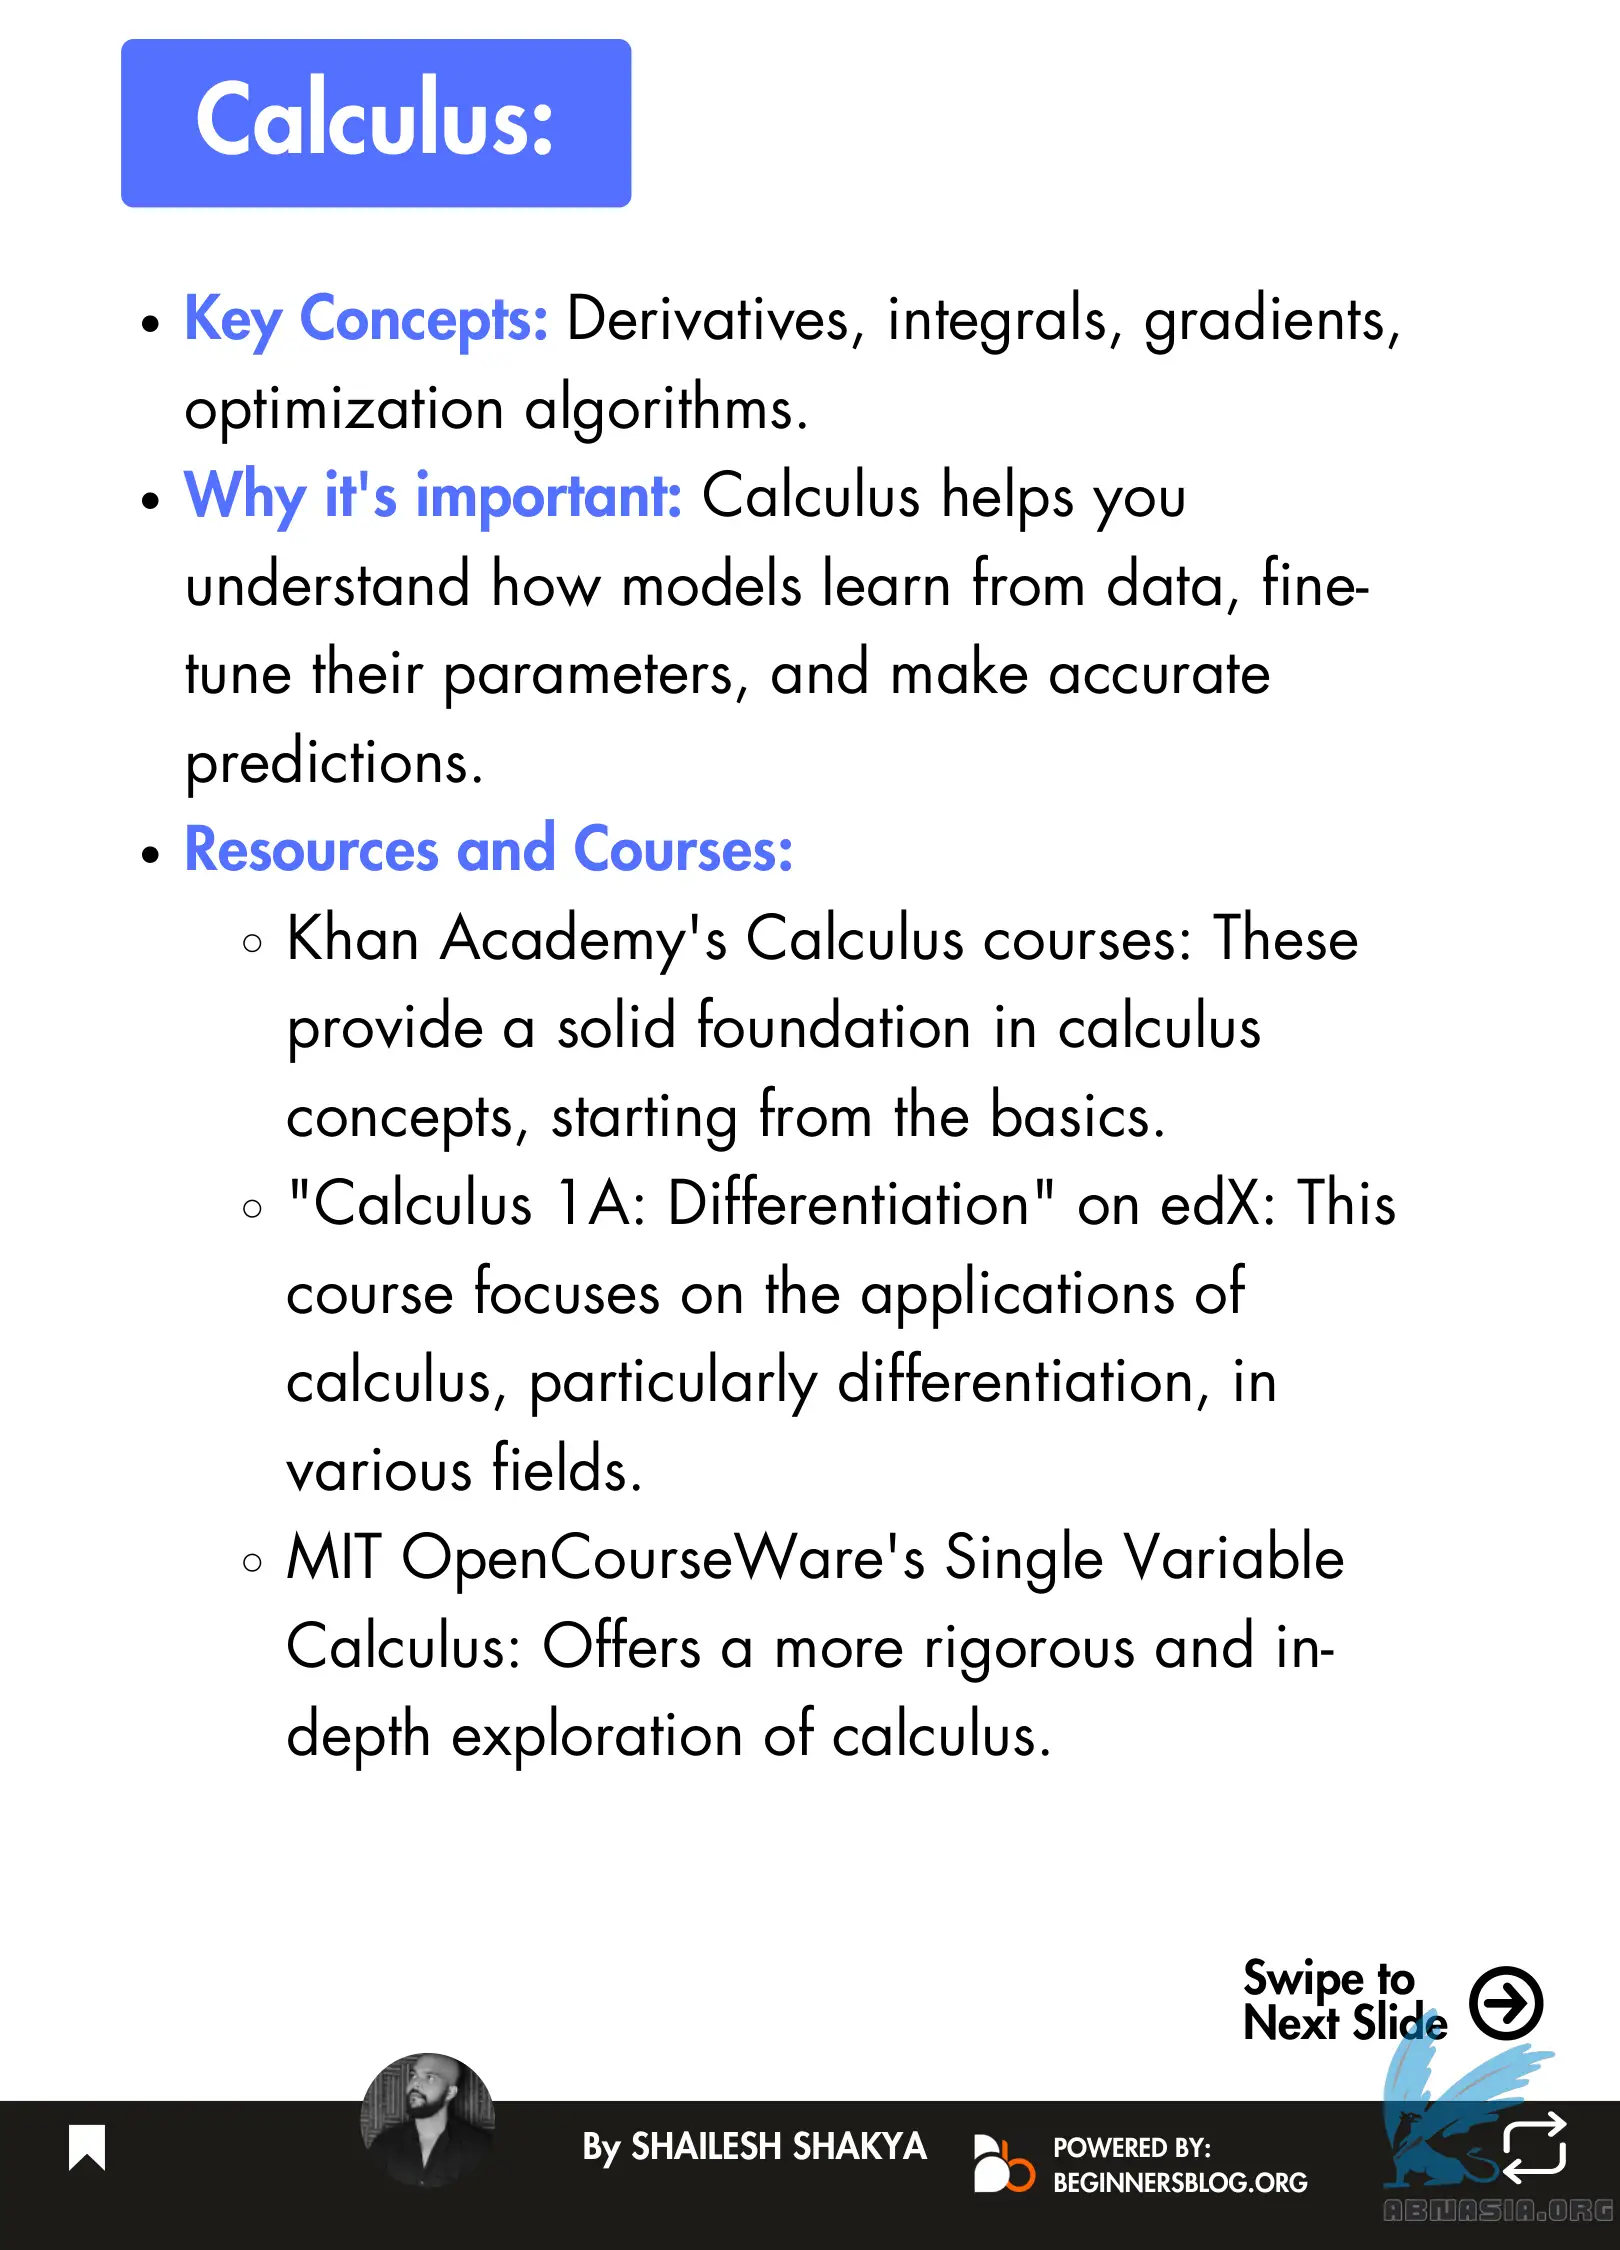 Calculus:
• Key Concepts: Derivatives, integrals, gradients,
optimization algorithms.
• Why it's important: Calculus helps you
understand how models learn from data, fine-
tune their parameters, and make accurate
predictions.
• Resources and Courses:
◦ Khan Academy's Calculus courses: These
provide a solid foundation in calculus
concepts, starting from the basics.
◦ "Calculus 1A: Differentiation" on edX: This
course focuses on the applications of
calculus, particularly differentiation, in
various fields.
◦ MIT OpenCourseWare's Single Variable
Calculus: Offers a more rigorous and in-
depth exploration of calculus.
Swipe to
Next Slide
By SHAILESH SHAKYA
POWERED BY:
BEGINNERSBLOG.ORG
ABNASIA.ORG